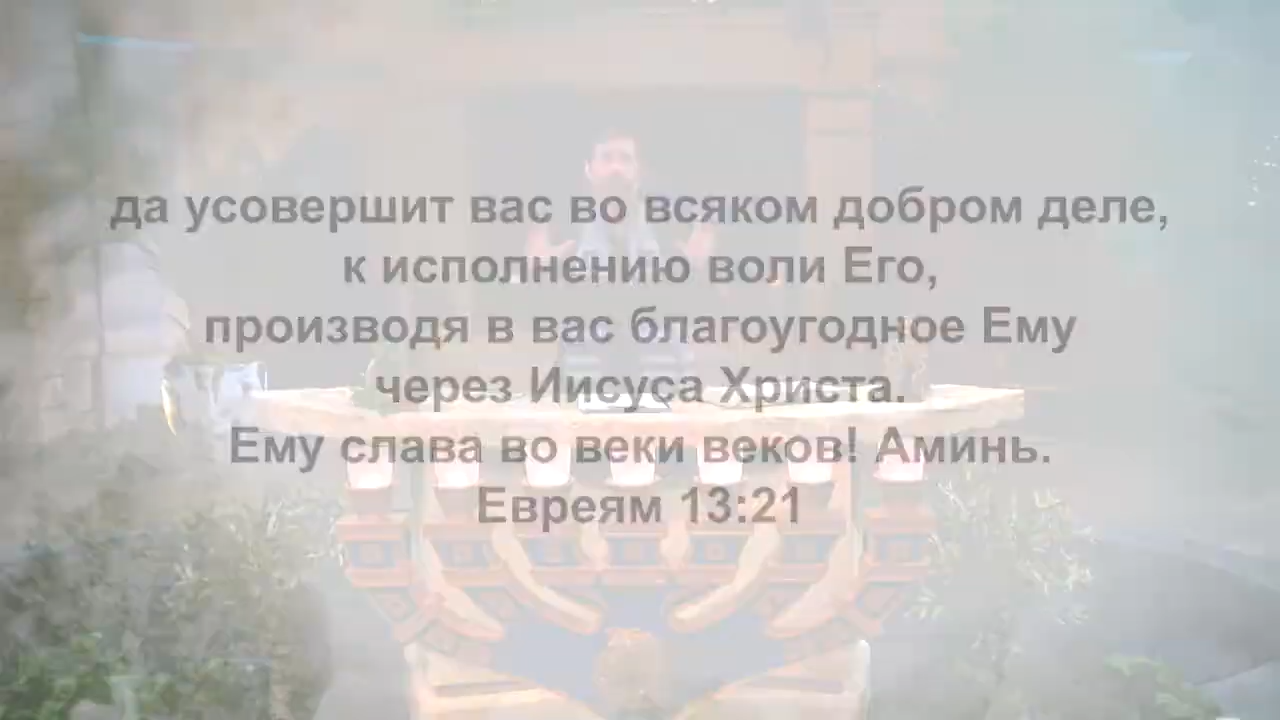 да усовершит вас во всяком добром деле,
к исполнению воли Его,
производя в вас благоугодное Ему
через Иисуса Христа.
Ему слава во веки веков! Аминь.
Евреям 13:21